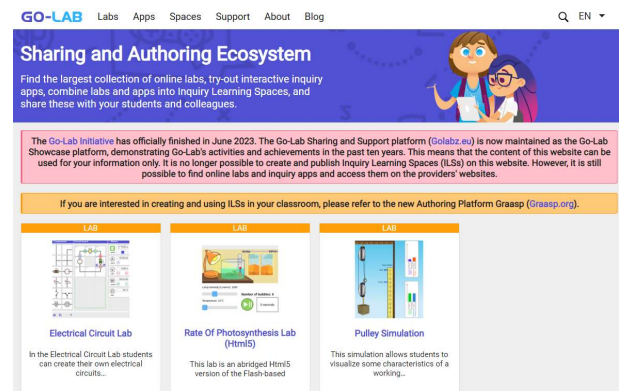 GO-LAB Labs Apps Spaces Support About Blog EN
Sharing and Authoring Ecosystem
Find the largest collection of online labs, try-out interactive inquiry
apps, combine labs and apps into Inquiry Learning Spaces, and
share these with your students and colleagues.
The Go-Lab Initiative has officially finished in June 2023. The Go-Lab Sharing and Support platform (Golabz.eu) is now maintained as the Go-Lab
Showcase platform, demonstrating Go-Lab's activities and achievements in the past ten years. This means that the content of this website can be
used for your information only. It is no longer possible to create and publish Inquiry Learning Spaces (ILSs) on this website. However, it is still
possible to find online labs and inquiry apps and access them on the providers' websites.
If you are interested in creating and using ILSs in your classroom, please refer to the new Authoring Platform Graasp (Graasp.org).
LAB
Electrical Circuit Lab
In the Electrical Circuit Lab students
can create their own electrical
circuits...
LAB
Rate Of Photosynthesis Lab
(Html5)
This lab is an abridged Html5
version of the Flash-based
LAB
Pulley Simulation
This simulation allows students to
visualize some characteristics of a
working...